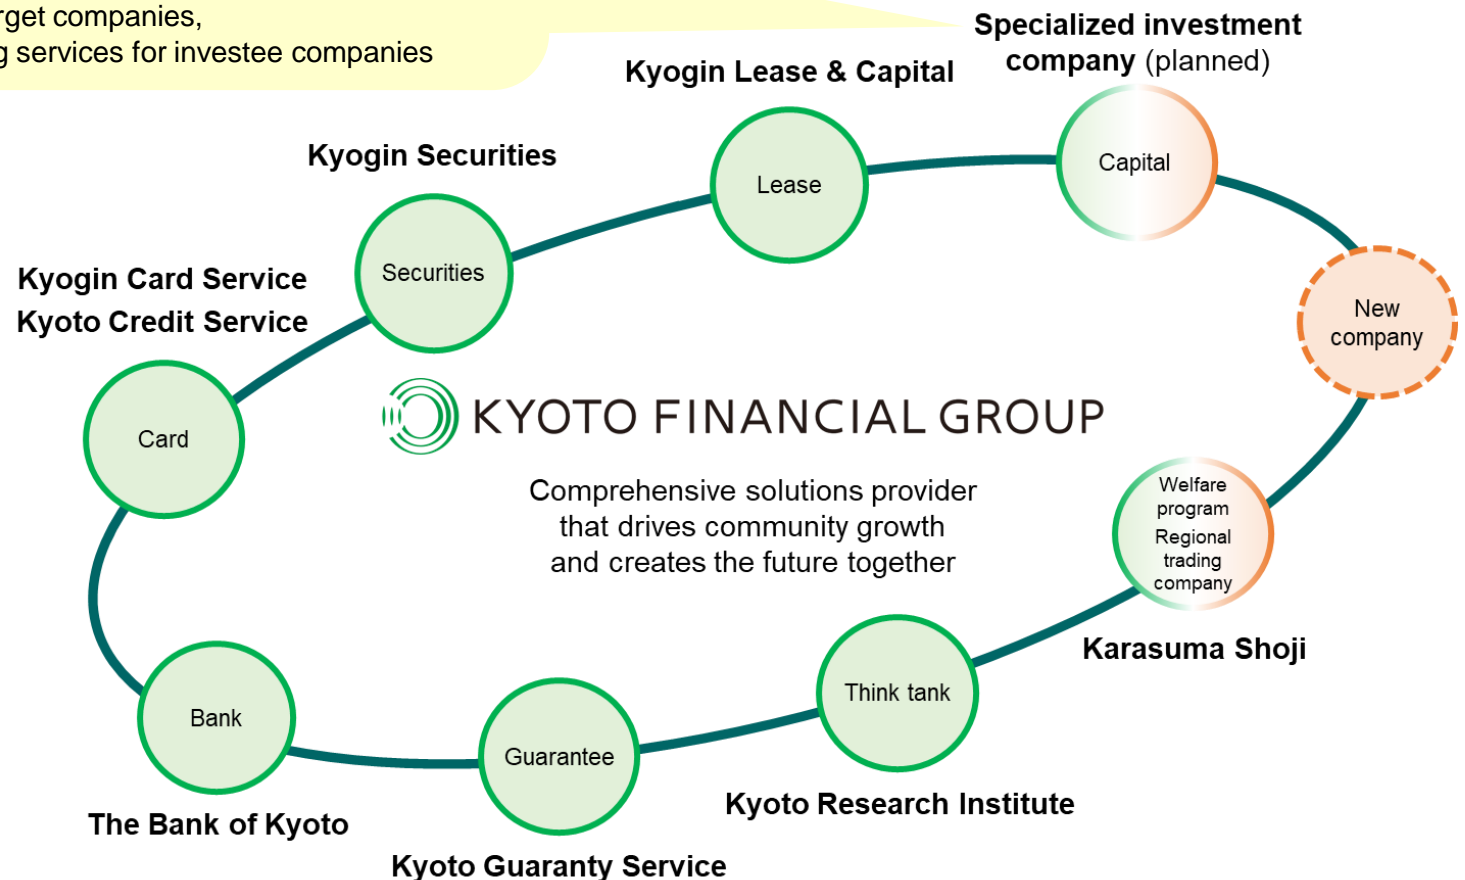 target companies,
services for investee companies
Specialized investment
company (planned)
Kyogin Lease & Capital
Capital
Lease
Kyogin Securities
Securities
New
company
Kyogin Card Service
Kyoto Credit Service
Card
KYOTO FINANCIAL GROUP
Comprehensive solutions provider
that drives community growth
and creates the future together
Welfare
program
Regional
trading
company
Karasuma Shoji
Think tank
Kyoto Research Institute
Bank
The Bank of Kyoto
Guarantee
Kyoto Guaranty Service